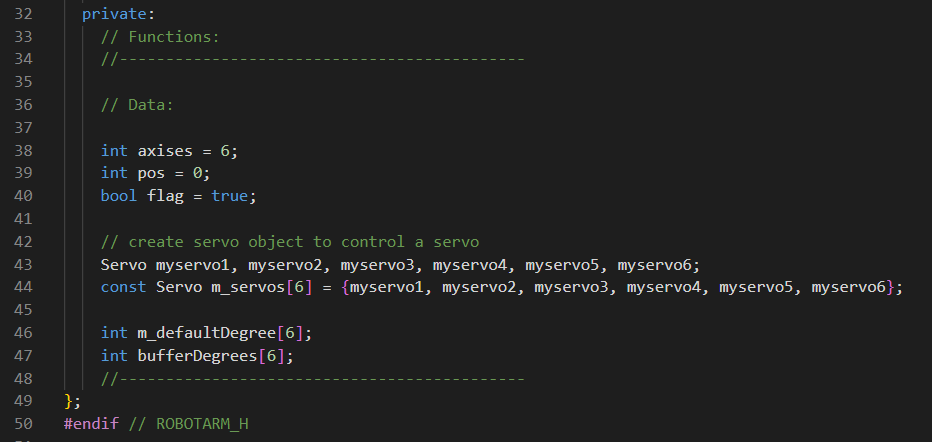 32 private:
33 // Functions:
34 //--------------------------------------------
35
36 // Data:
37
38 int axises = 6;
39 int pos = 0;
40 bool flag = true;
41
42 // create servo object to control a servo
43 Servo myservo1, myservo2, myservo3, myservo4, myservo5, myservo6;
44 const Servo m_servos[6] = {myservo1, myservo2, myservo3, myservo4, myservo5, myservo6};
45
46 int m_defaultDegree[6];
47 int bufferDegrees[6];
48 //--------------------------------------------
49 };
50 #endif // ROBOTARM_H